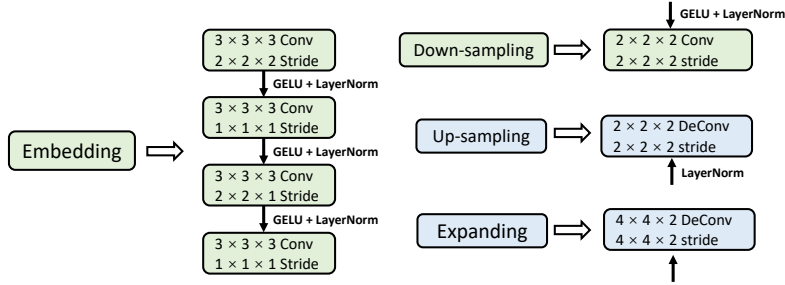 Embedding
3 × 3 × 3 Conv
2 × 2 × 2 Stride
GELU + LayerNorm
3 × 3 × 3 Conv
1 × 1 × 1 Stride
GELU + LayerNorm
3 × 3 × 3 Conv
2 × 2 × 1 Stride
GELU + LayerNorm
3 × 3 × 3 Conv
1 × 1 × 1 Stride
GELU + LayerNorm
Down-sampling
2 × 2 × 2 Conv
2 × 2 × 2 stride
Up-sampling
2 × 2 × 2 DeConv
2 × 2 × 2 stride
LayerNorm
Expanding
4 × 4 × 2 DeConv
4 × 4 × 2 stride